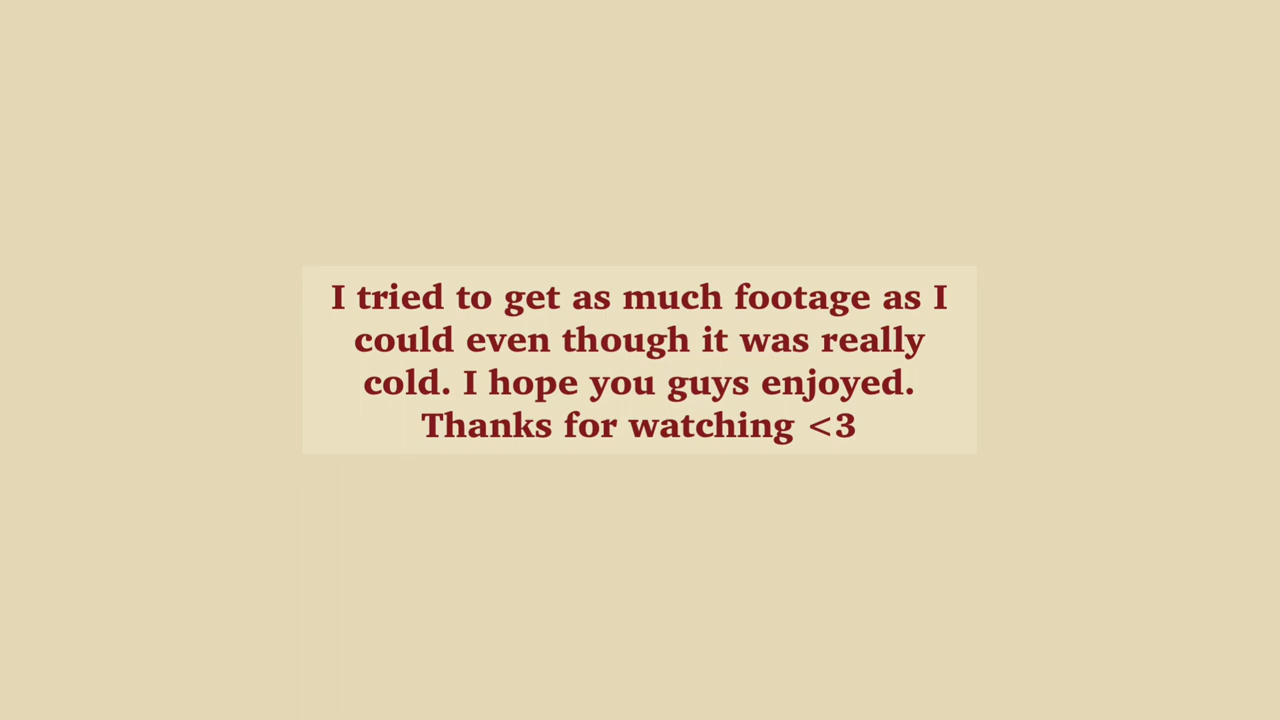 I tried to get as much footage as I
could even though it was really
cold. I hope you guys enjoyed.
Thanks for watching <3